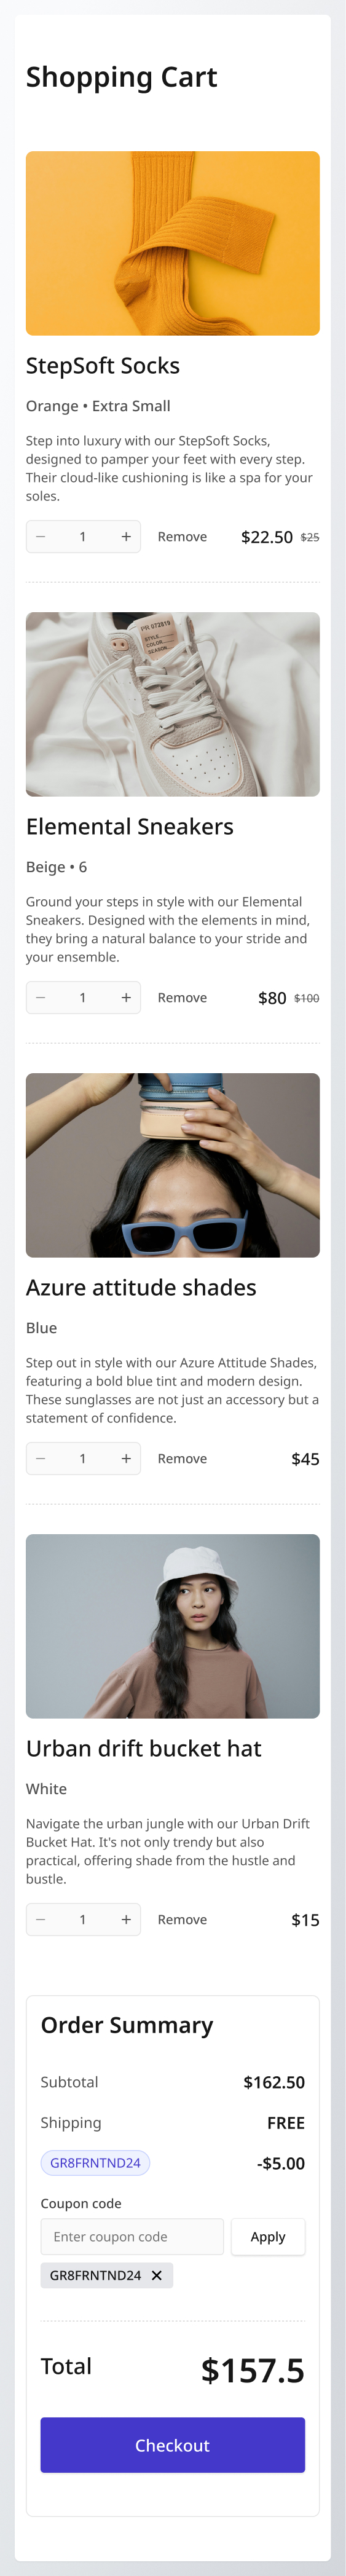 Shopping Cart
StepSoft Socks
Orange • Extra Small
Step into luxury with our StepSoft Socks,
designed to pamper your feet with every step.
Their cloud-like cushioning is like a spa for your
soles.
− 1 + Remove $22.50 $25
PR 072819
STYLE
COLOR
SEASON
Elemental Sneakers
Beige • 6
Ground your steps in style with our Elemental
Sneakers. Designed with the elements in mind,
they bring a natural balance to your stride and
your ensemble.
− 1 + Remove $80 $100
Azure attitude shades
Blue
Step out in style with our Azure Attitude Shades,
featuring a bold blue tint and modern design.
These sunglasses are not just an accessory but a
statement of confidence.
− 1 + Remove $45
Urban drift bucket hat
White
Navigate the urban jungle with our Urban Drift
Bucket Hat. It's not only trendy but also
practical, offering shade from the hustle and
bustle.
− 1 + Remove $15
Order Summary
Subtotal $162.50
Shipping FREE
GR8FRNTND24 -$5.00
Coupon code
Enter coupon code Apply
GR8FRNTND24 ✕
Total $157.5
Checkout